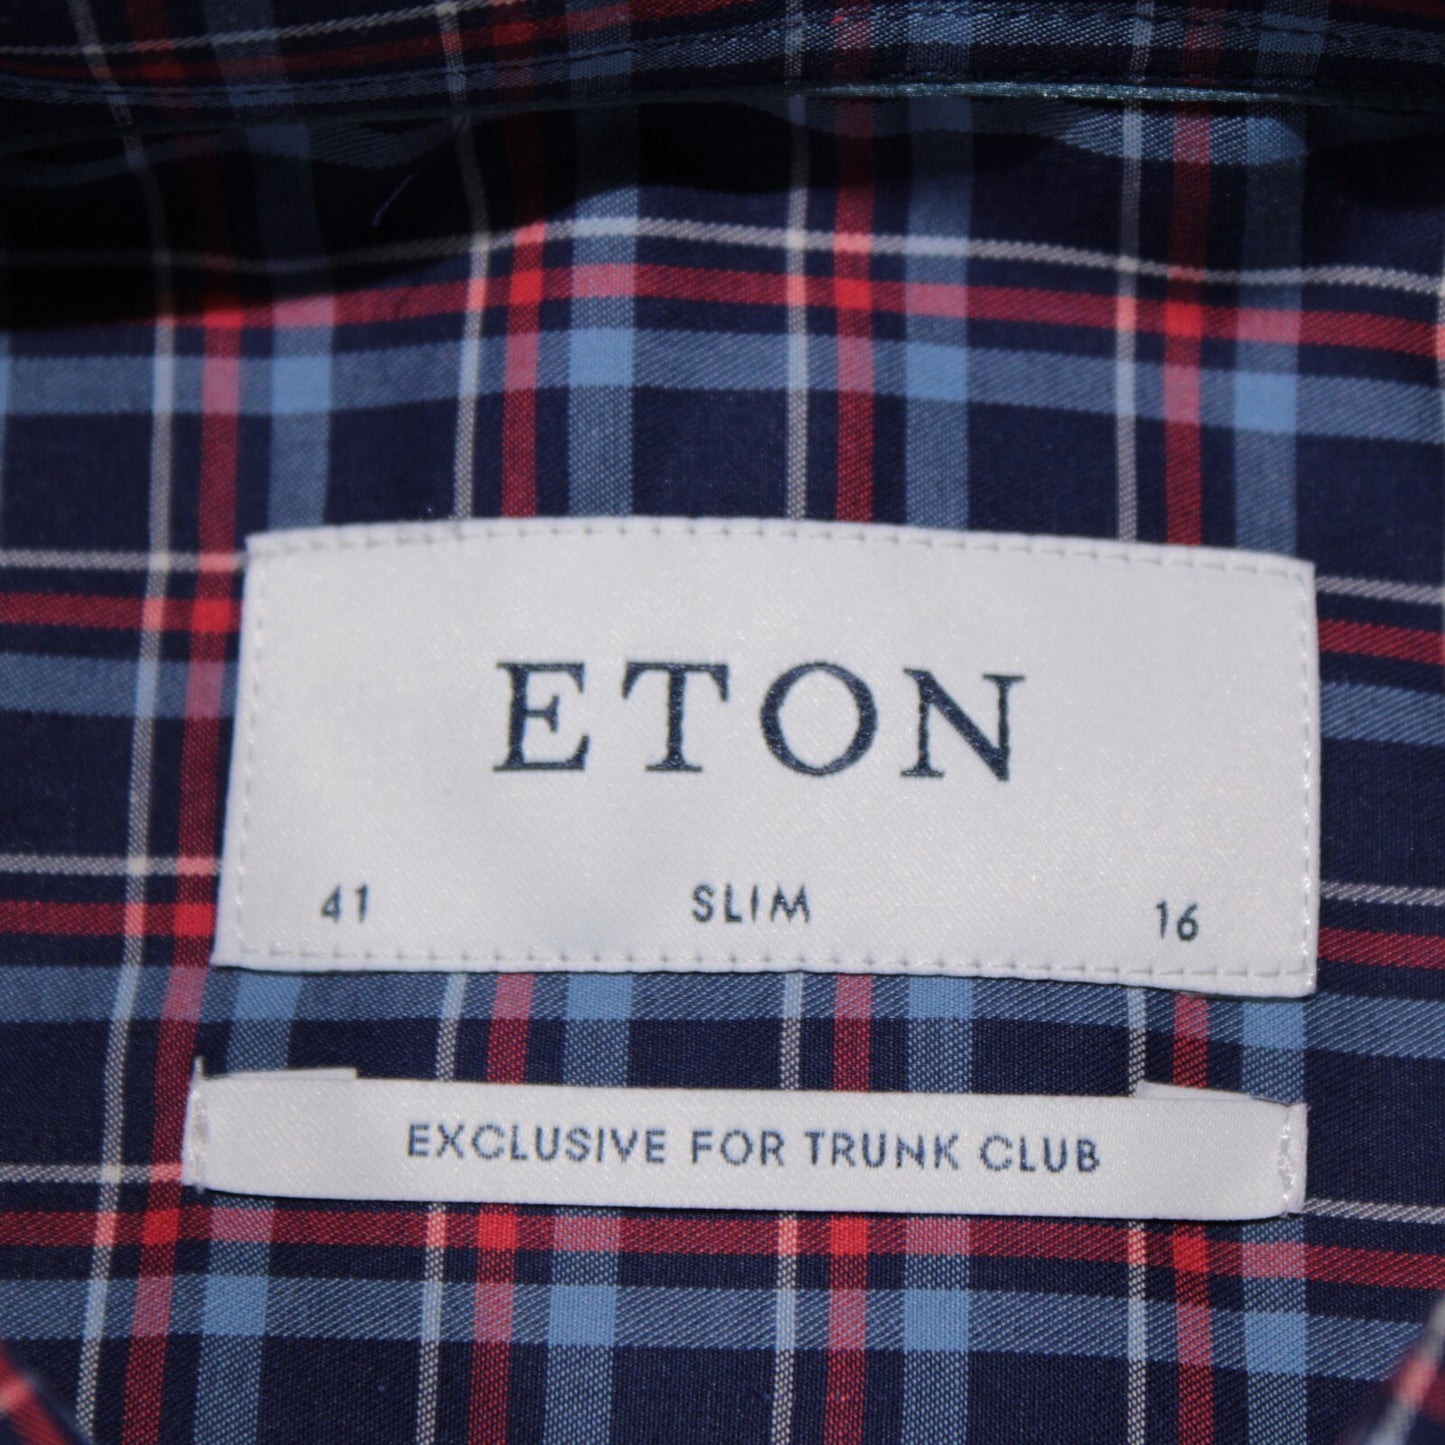 ETON
41 SLIM 16
EXCLUSIVE FOR TRUNK CLUB